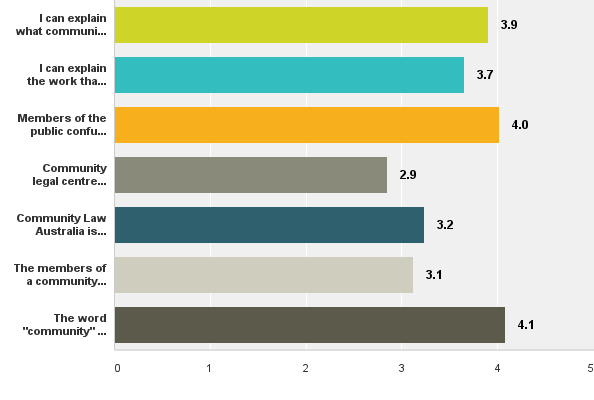 I can explain
what communi...
3.9
I can explain
the work tha...
3.7
Members of the
public confu...
4.0
Community
legal centre...
2.9
Community Law
Australia is...
3.2
The members of
a community...
3.1
The word
"community" ...
4.1
0 1 2 3 4 5